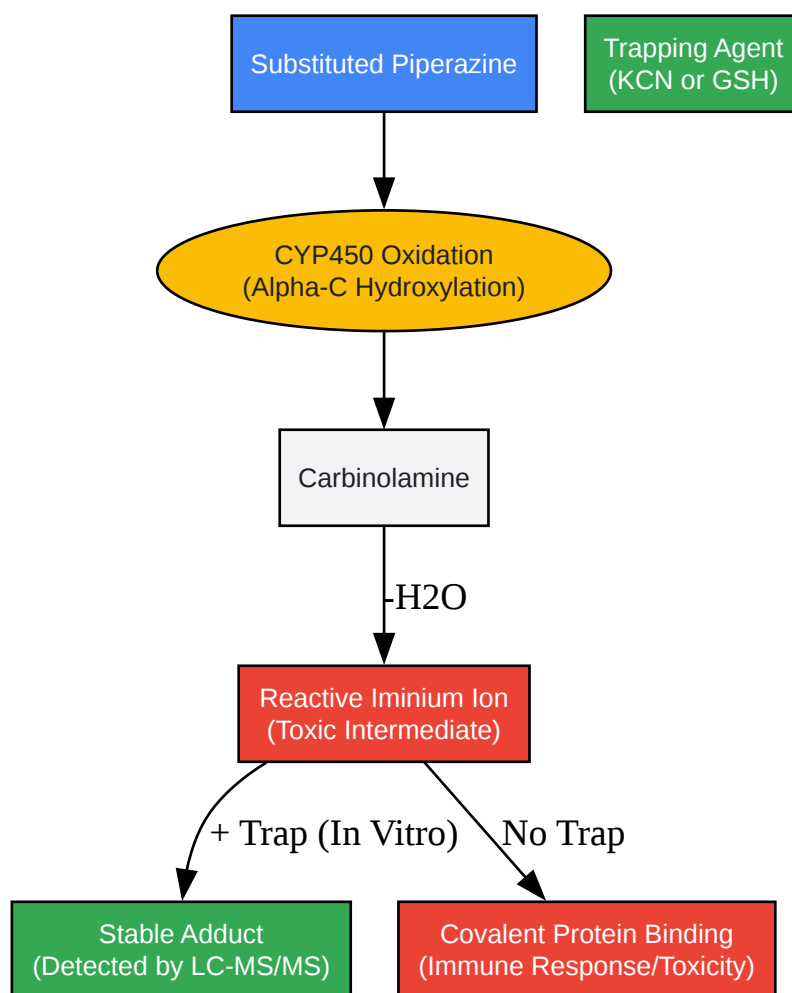 Substituted Piperazine
Trapping Agent
(KCN or GSH)
CYP450 Oxidation
(Alpha-C Hydroxylation)
Carbinolamine
-H2O
Reactive Iminium Ion
(Toxic Intermediate)
+ Trap (In Vitro)
No Trap
Stable Adduct
(Detected by LC-MS/MS)
Covalent Protein Binding
(Immune Response/Toxicity)